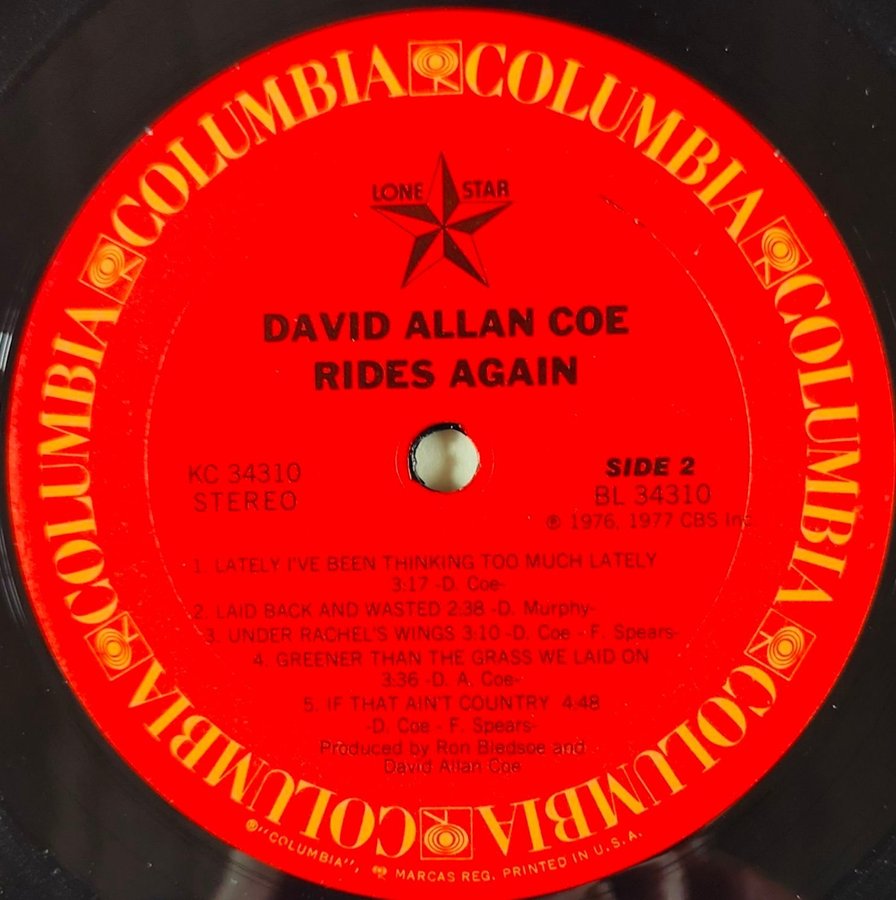 COLUMBIA COLUMBIA COLUMBIA COLUMBIA COLUMBIA COLUMBIA COLUMBIA COLUMBIA
LONE STAR
DAVID ALLAN COE
RIDES AGAIN
KC 34310
STEREO
SIDE 2
BL 34310
℗ 1976, 1977 CBS Inc.
1. LATELY I'VE BEEN THINKING TOO MUCH LATELY
3:17 -D. Coe-
2. LAID BACK AND WASTED 2:38 -D. Murphy-
3. UNDER RACHEL'S WINGS 3:10 -D. Coe - F. Spears-
4. GREENER THAN THE GRASS WE LAID ON
3:36 -D. A. Coe-
5. IF THAT AIN'T COUNTRY 4:48
-D. Coe - F. Spears-
Produced by Ron Bledsoe and
David Allan Coe
®"COLUMBIA", MARCAS REG. PRINTED IN U.S.A.